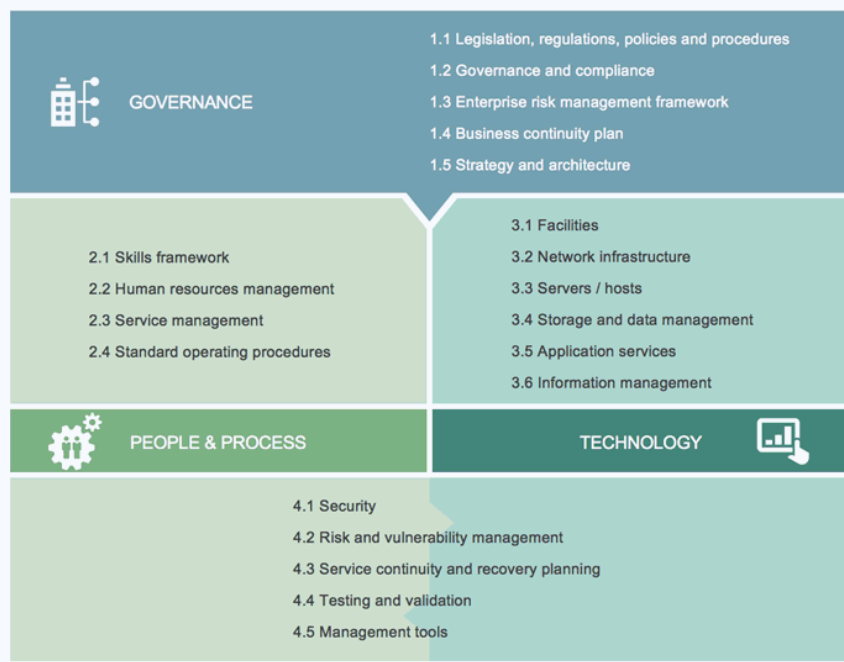 GOVERNANCE
1.1 Legislation, regulations, policies and procedures
1.2 Governance and compliance
1.3 Enterprise risk management framework
1.4 Business continuity plan
1.5 Strategy and architecture
2.1 Skills framework
2.2 Human resources management
2.3 Service management
2.4 Standard operating procedures
3.1 Facilities
3.2 Network infrastructure
3.3 Servers / hosts
3.4 Storage and data management
3.5 Application services
3.6 Information management
PEOPLE & PROCESS
TECHNOLOGY
4.1 Security
4.2 Risk and vulnerability management
4.3 Service continuity and recovery planning
4.4 Testing and validation
4.5 Management tools